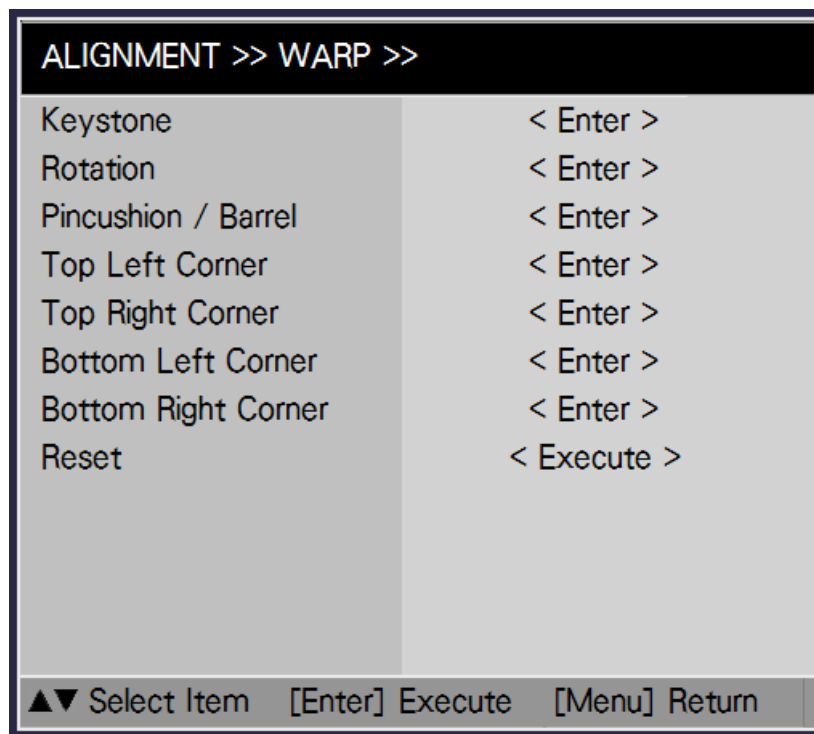 ALIGNMENT >> WARP >>
Keystone < Enter >
Rotation < Enter >
Pincushion / Barrel < Enter >
Top Left Corner < Enter >
Top Right Corner < Enter >
Bottom Left Corner < Enter >
Bottom Right Corner < Enter >
Reset < Execute >
▲▼ Select Item [Enter] Execute [Menu] Return